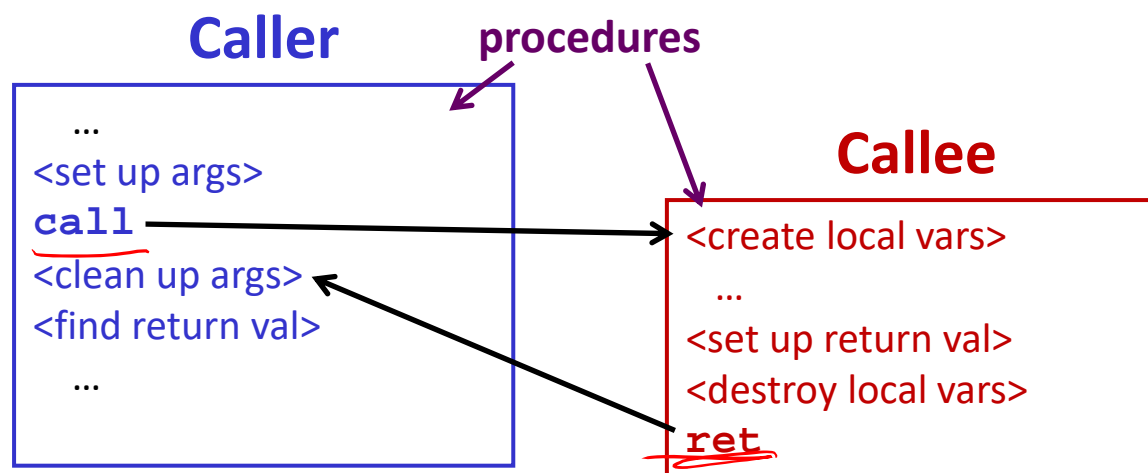 Caller
procedures
...
<set up args>
call
<clean up args>
<find return val>
...
Callee
<create local vars>
...
<set up return val>
<destroy local vars>
ret